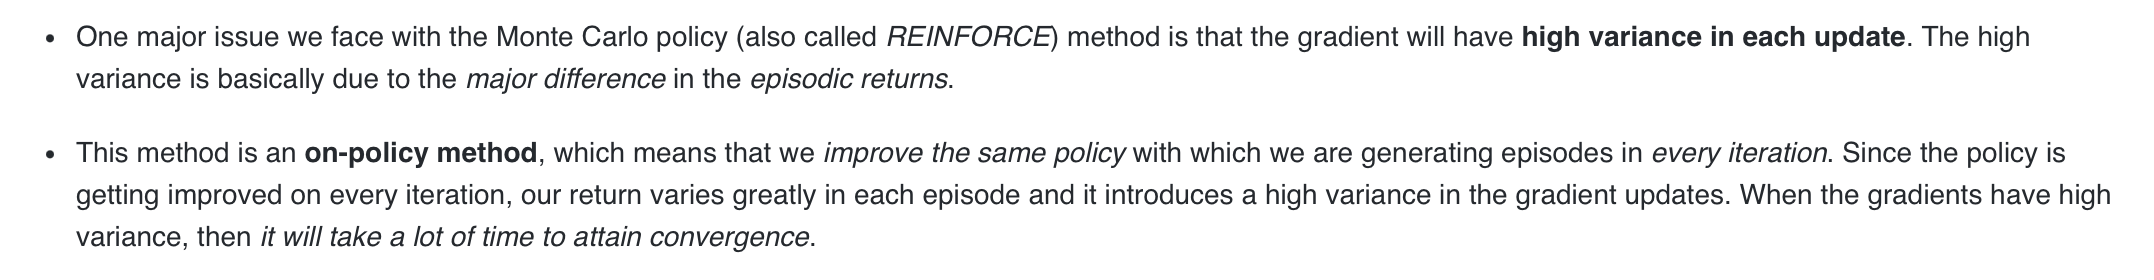 • One major issue we face with the Monte Carlo policy (also called REINFORCE) method is that the gradient will have high variance in each update. The high
variance is basically due to the major difference in the episodic returns.
• This method is an on-policy method, which means that we improve the same policy with which we are generating episodes in every iteration. Since the policy is
getting improved on every iteration, our return varies greatly in each episode and it introduces a high variance in the gradient updates. When the gradients have high
variance, then it will take a lot of time to attain convergence.